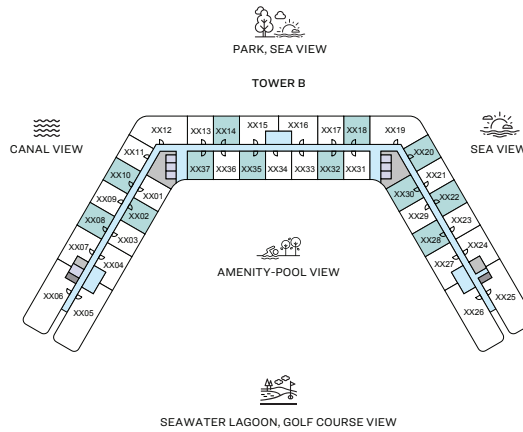 PARK, SEA VIEW
TOWER B
XX12
XX13
XX14
XX15
XX16
XX17
XX18
XX19
CANAL VIEW
SEA VIEW
XX11
XX20
XX10
XX37
XX36
XX35
XX34
XX33
XX32
XX31
XX21
XX09
XX01
XX30
XX22
XX08
XX02
XX29
XX23
XX07
XX03
XX28
XX24
XX06
XX04
AMENITY-POOL VIEW
XX27
XX25
XX05
XX26
SEAWATER LAGOON, GOLF COURSE VIEW